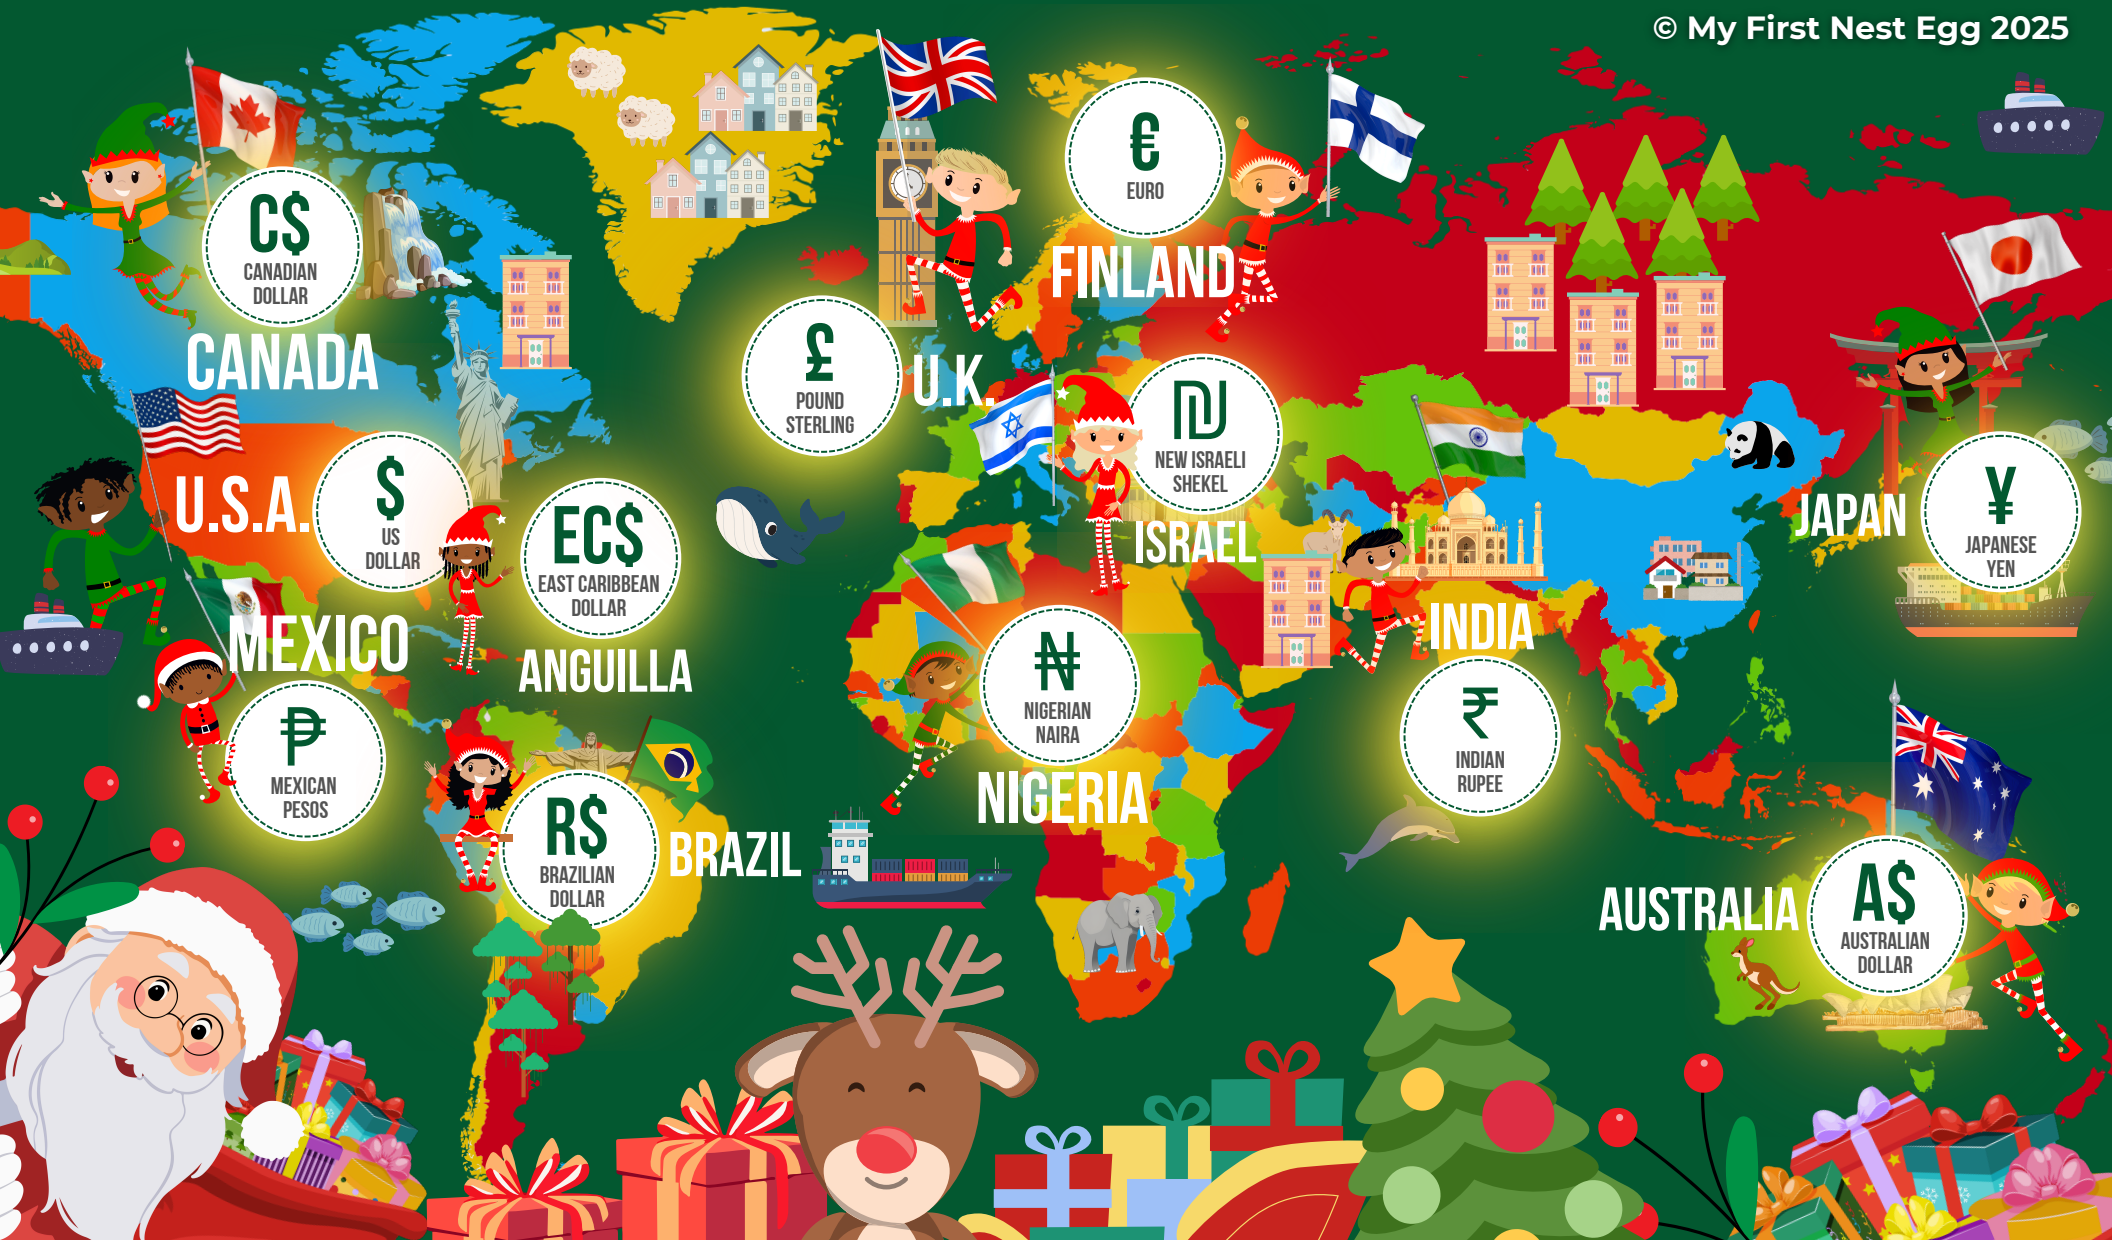 © My First Nest Egg 2025
C$
CANADIAN
DOLLAR
CANADA
€
EURO
FINLAND
£
POUND
STERLING
U.K.
$
US
DOLLAR
U.S.A.
₪
NEW ISRAELI
SHEKEL
ISRAEL
EC$
EAST CARIBBEAN
DOLLAR
ANGUILLA
¥
JAPANESE
YEN
JAPAN
MEXICO
₱
MEXICAN
PESOS
₦
NIGERIAN
NAIRA
NIGERIA
INDIA
₹
INDIAN
RUPEE
R$
BRAZILIAN
DOLLAR
BRAZIL
AUSTRALIA
A$
AUSTRALIAN
DOLLAR